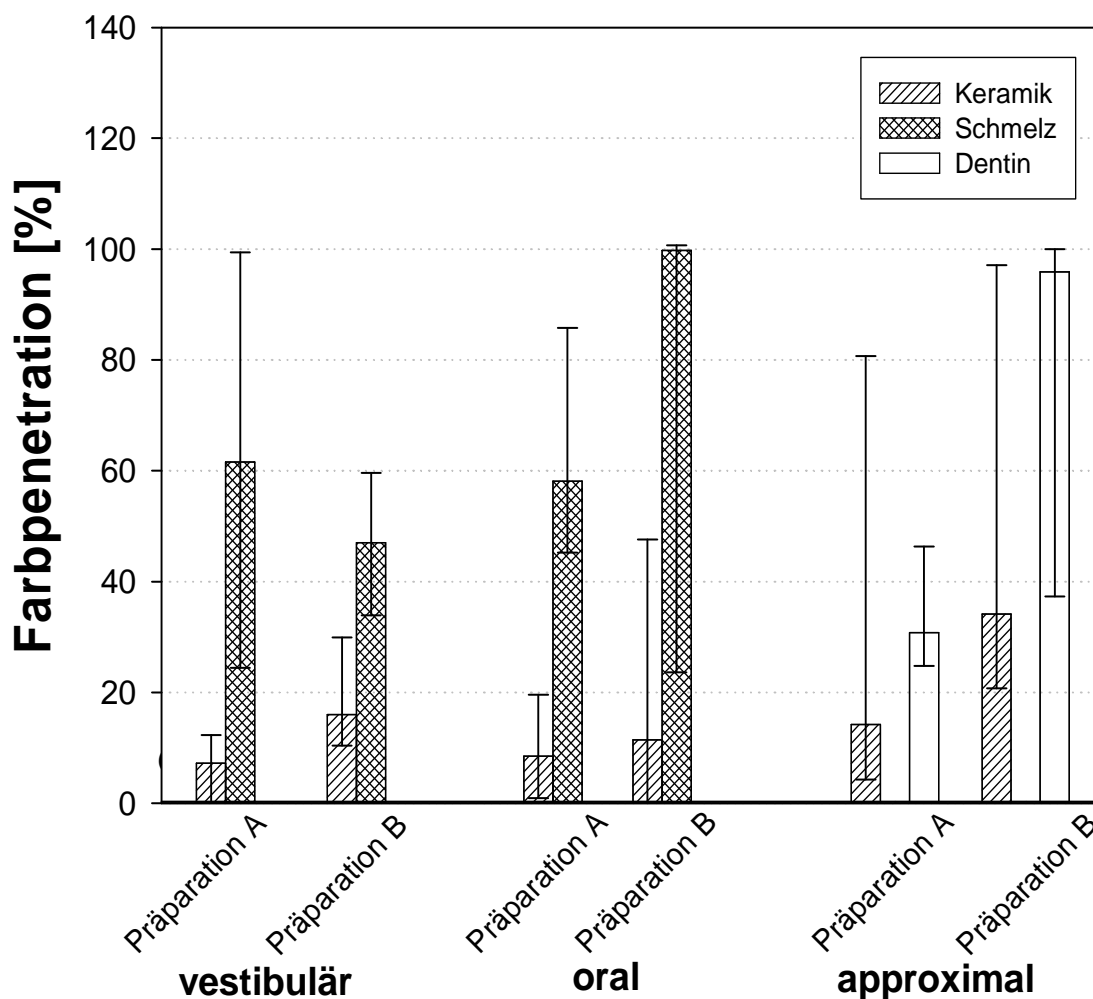 Farbpenetration [%]
140
120
100
80
60
40
20
0
Keramik
Schmelz
Dentin
Präparation A
Präparation B
Präparation A
Präparation B
Präparation A
Präparation B
vestibulär
oral
approximal